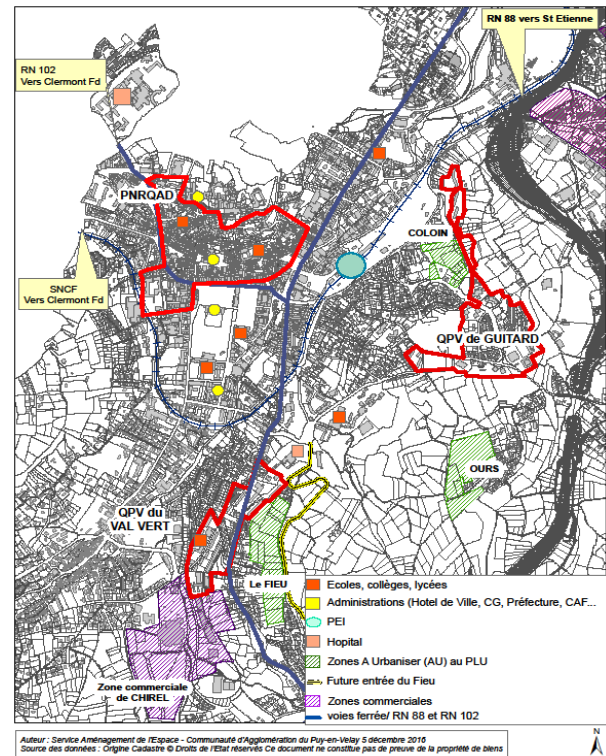 RN 88 vers St Etienne
RN 102
Vers Clermont Fd
PNRQAD
COLOIN
SNCF
Vers Clermont Fd
QPV de GUITARD
OURS
QPV du
VAL VERT
Le FIEU
Zone commerciale
de CHIREL
Ecoles, collèges, lycées
Administrations (Hotel de Ville, CG, Préfecture, CAF...
PEI
Hopital
Zones A Urbaniser (AU) au PLU
Future entrée du Fieu
Zones commerciales
voies ferrée/ RN 88 et RN 102
Auteur : Service Aménagement de l'Espace - Communauté d'Agglomération du Puy-en-Velay 5 décembre 2016
Source des données : Origine Cadastre © Droits de l'Etat réservés Ce document ne constitue pas de preuve de la propriété de biens
N